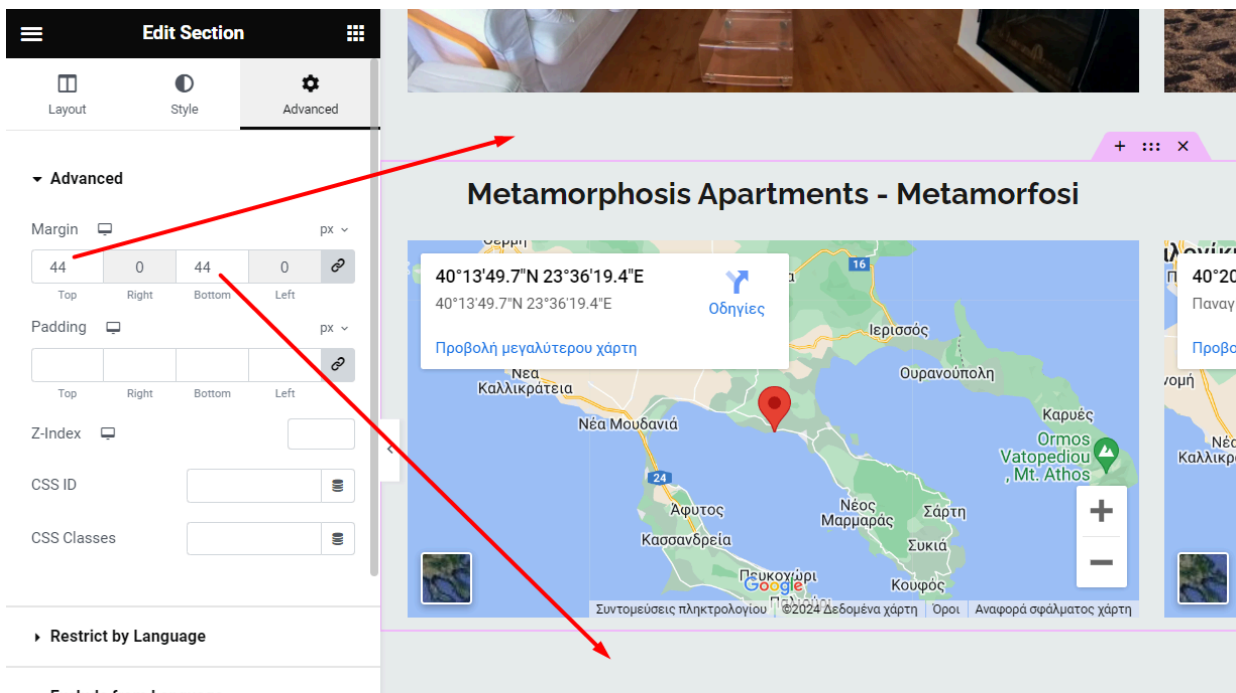 Edit Section
Layout
Style
Advanced
Advanced
Margin
px
44
0
44
0
Top
Right
Bottom
Left
Padding
px
Top
Right
Bottom
Left
Z-Index
CSS ID
CSS Classes
Restrict by Language
Metamorphosis Apartments - Metamorfosi
40°13'49.7"N 23°36'19.4"E
40°13'49.7"N 23°36'19.4"E
Οδηγίες
Προβολή μεγαλύτερου χάρτη
16
Ιερισσός
Ουρανούπολη
Νέα
Καλλικράτεια
Νέα Μουδανιά
Καρυές
Ormos
Vatopediou
, Mt. Athos
24
Άφυτος
Κασσανδρεία
Νέος
Μαρμαράς
Σάρτη
Συκιά
Πευκοχώρι
Κουφός
Google
Συντομεύσεις πληκτρολογίου
©2024 Δεδομένα χάρτη
Όροι
Αναφορά σφάλματος χάρτη
40°20
Παναγ
Προβο
νομή
Νέα
Καλλικρ